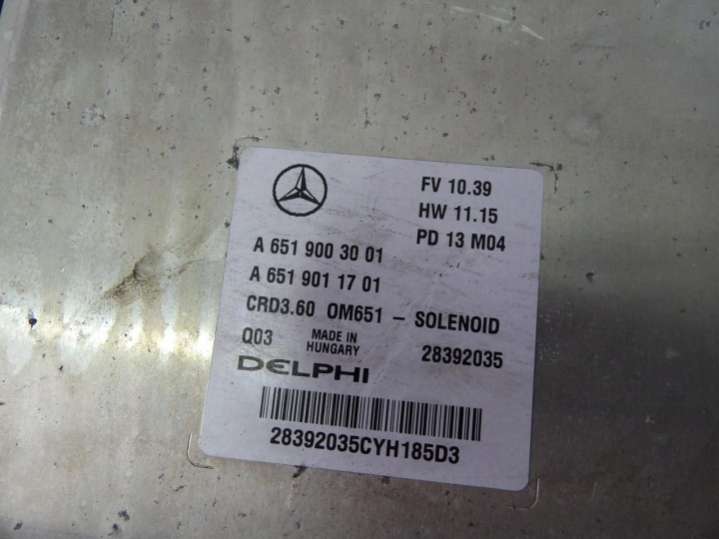 FV 10.39
HW 11.15
PD 13 M04
A 651 900 30 01
A 651 901 17 01
CRD3.60 OM651 – SOLENOID
Q03 MADE IN HUNGARY 28392035
DELPHI
28392035CYH185D3